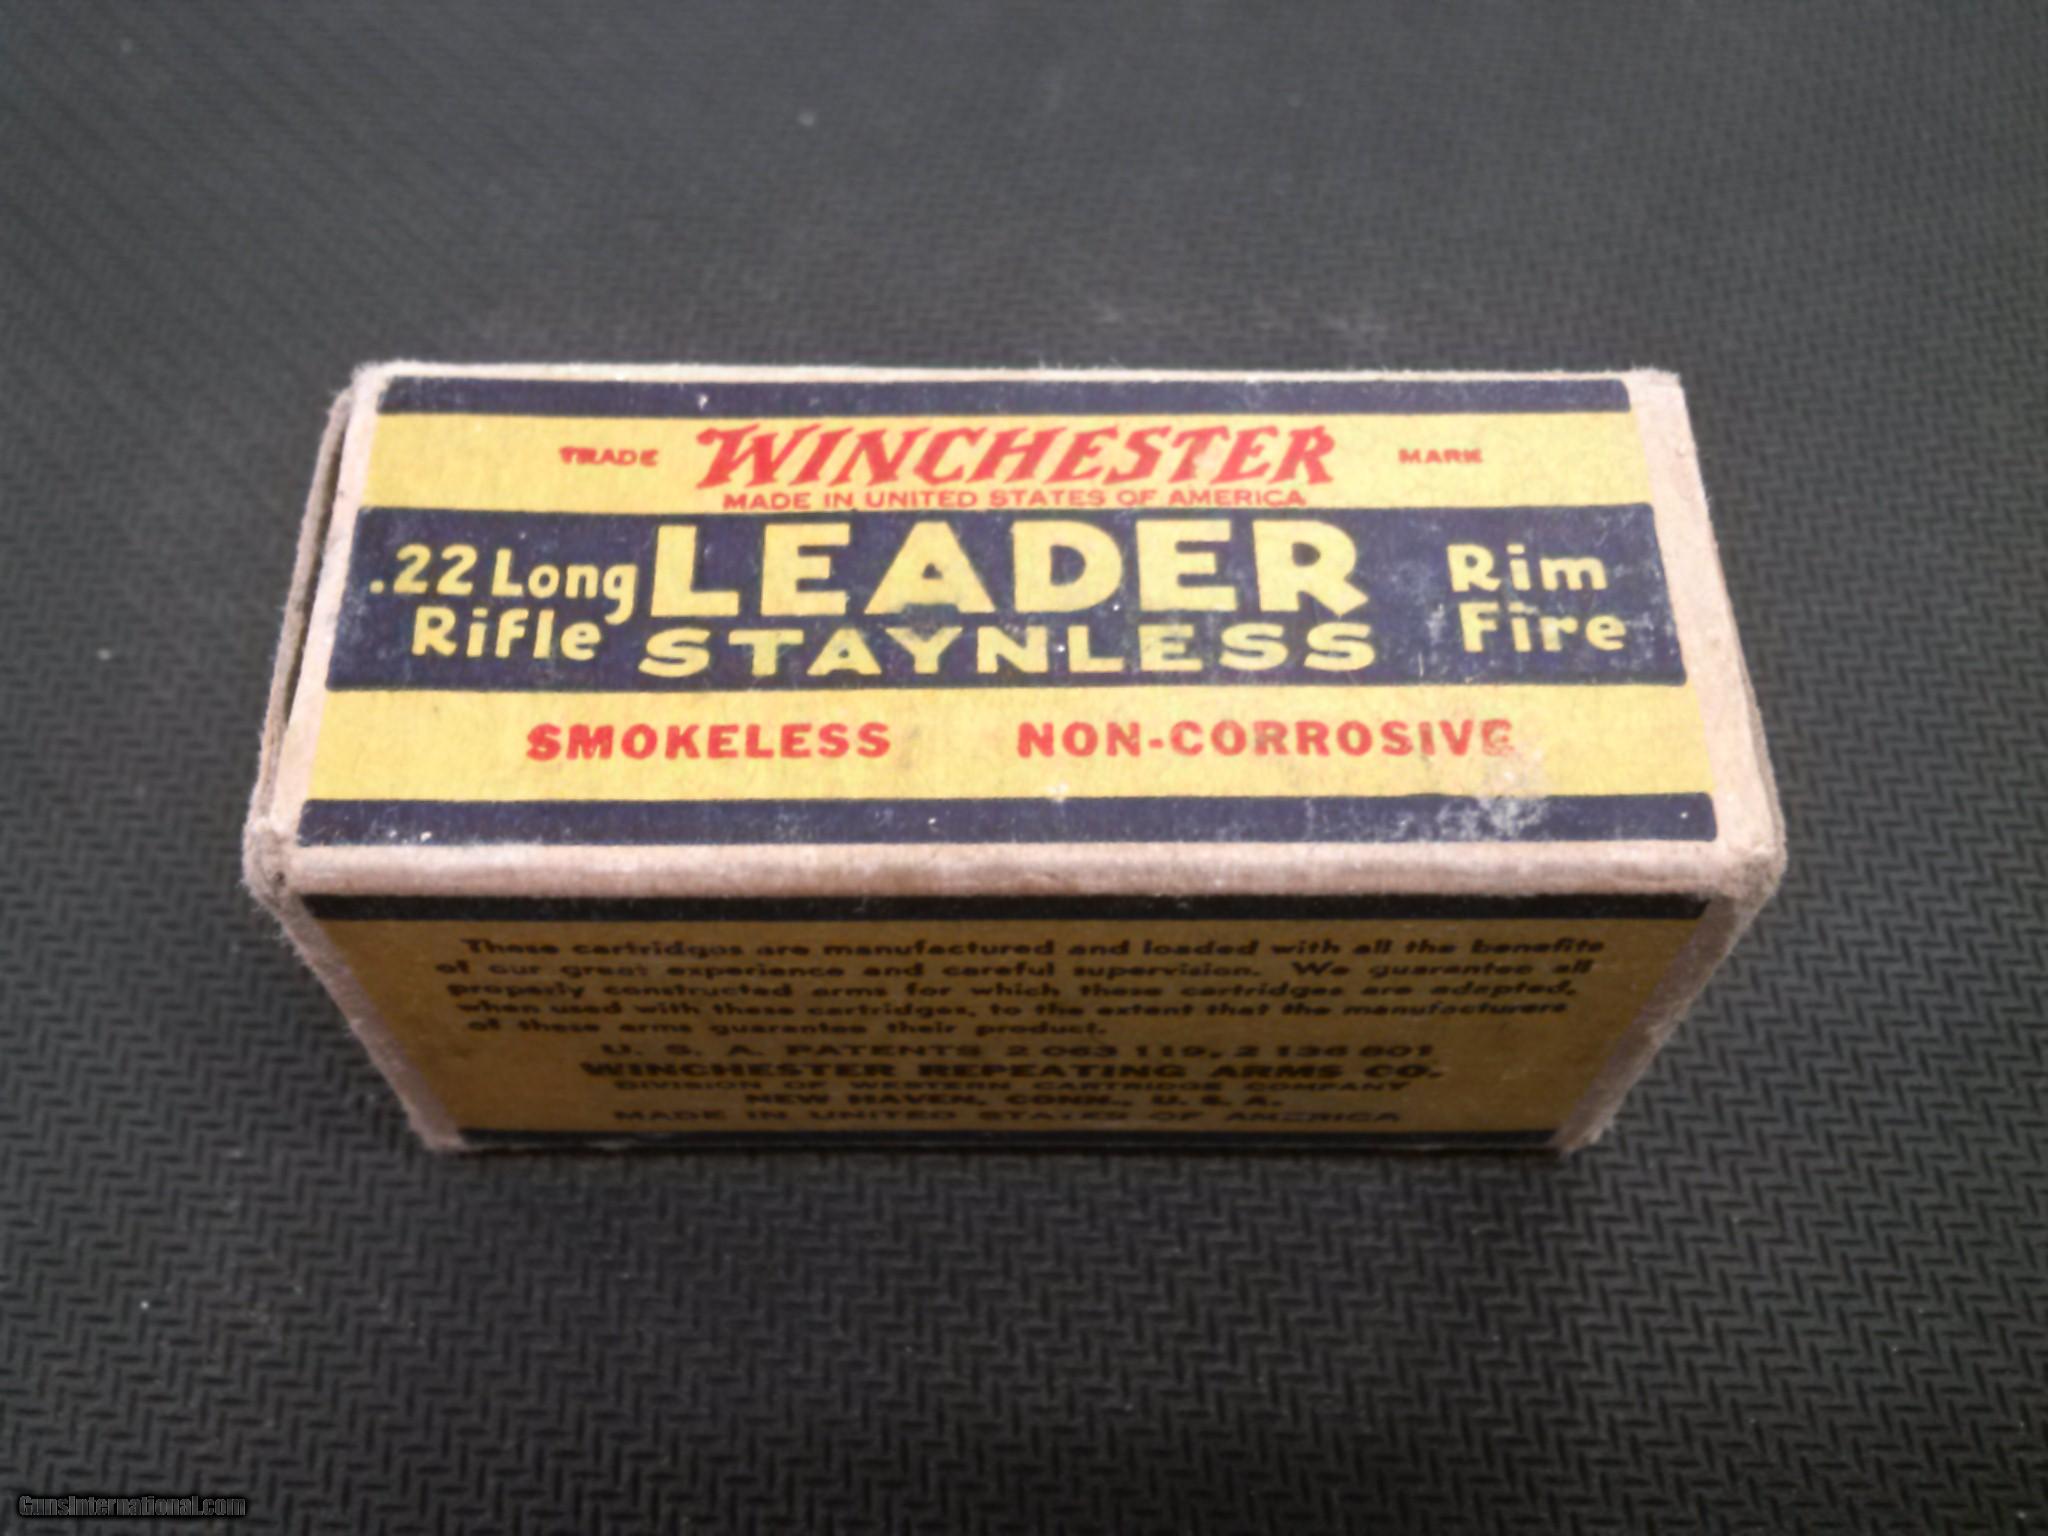 TRADE WINCHESTER MARK
MADE IN UNITED STATES OF AMERICA
.22 Long Rifle LEADER STAYNLESS Rim Fire
SMOKELESS NON-CORROSIVE
These cartridges are manufactured and loaded with all the benefits
of our great experience and careful supervision. We guarantee all
properly constructed arms for which these cartridges are adapted,
when used with these cartridges, to the extent that the manufacturers
of these arms guarantee their product.
U. S. A. PATENTS 2 063 119, 2 136 801
WINCHESTER REPEATING ARMS CO.
DIVISION OF WESTERN CARTRIDGE COMPANY
NEW HAVEN, CONN., U. S. A.
MADE IN UNITED STATES OF AMERICA
GunsInternational.com